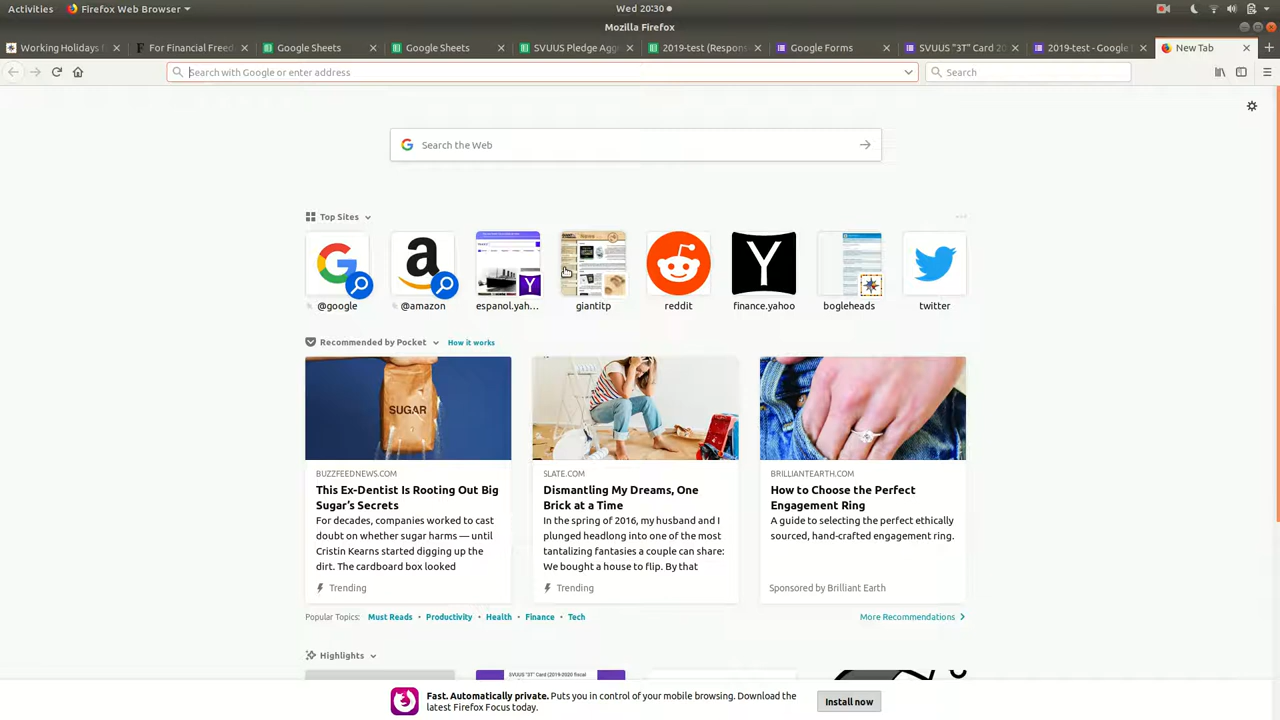 Activities
Firefox Web Browser
Wed 20:30
Mozilla Firefox
Working Holidays
For Financial Freed
Google Sheets
Google Sheets
SVUUS Pledge Agg
2019-test (Respons
Google Forms
SVUUS "3T" Card 20
2019-test - Google
New Tab
Search with Google or enter address
Search
Search the Web
Top Sites
@google
@amazon
espanol.yah...
giantitp
reddit
finance.yahoo
bogleheads
twitter
Recommended by Pocket
How it works
SUGAR
BUZZFEEDNEWS.COM
This Ex-Dentist Is Rooting Out Big
Sugar's Secrets
For decades, companies worked to cast
doubt on whether sugar harms — until
Cristin Kearns started digging up the
dirt. The cardboard box looked
Trending
SLATE.COM
Dismantling My Dreams, One
Brick at a Time
In the spring of 2016, my husband and I
plunged headlong into one of the most
tantalizing fantasies a couple can share:
We bought a house to flip. By that
Trending
BRILLIANTEARTH.COM
How to Choose the Perfect
Engagement Ring
A guide to selecting the perfect ethically
sourced, hand-crafted engagement ring.
Sponsored by Brilliant Earth
Popular Topics: Must Reads • Productivity • Health • Finance • Tech
More Recommendations
Highlights
SVUUS "3T" Card (2019-2020 fiscal
Fast. Automatically private. Puts you in control of your mobile browsing. Download the
latest Firefox Focus today.
Install now